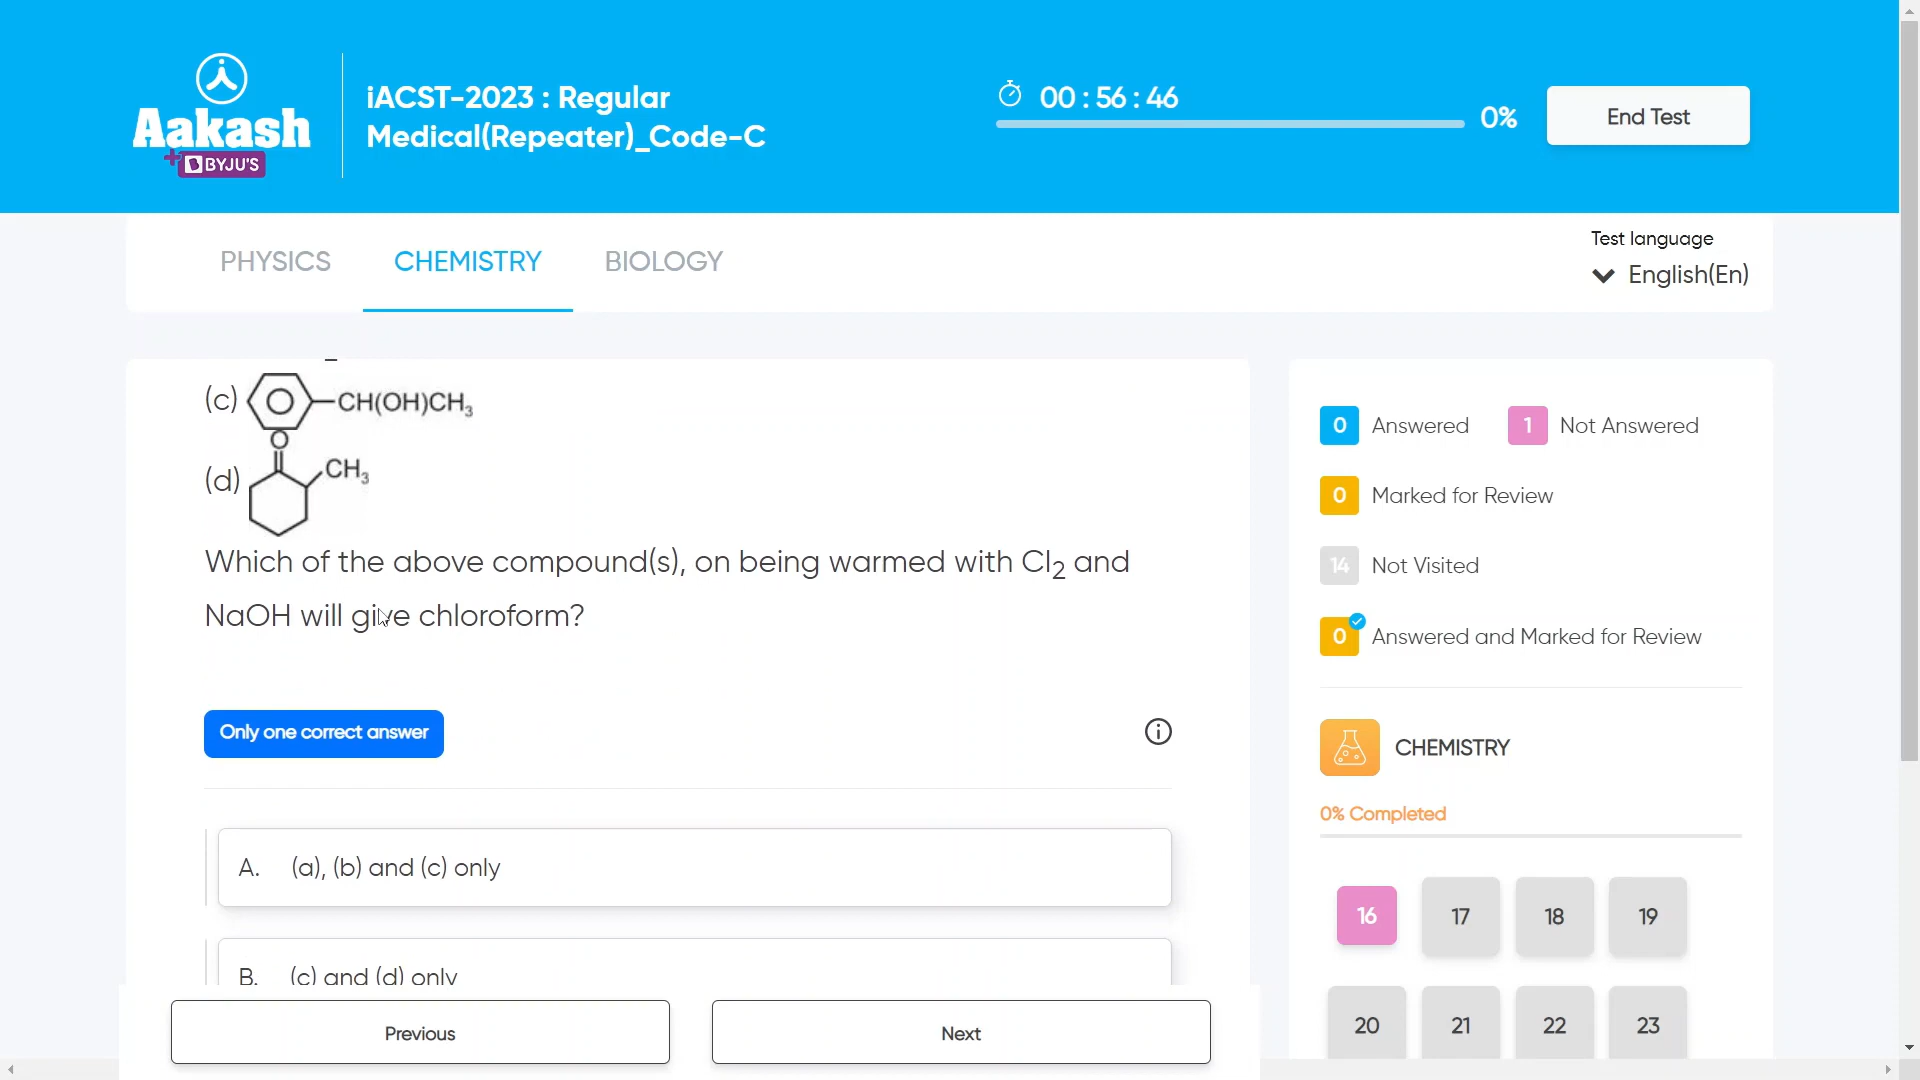 Aakash
BYJU'S
iACST-2023 : Regular
Medical(Repeater)_Code-C
00 : 56 : 46
0%
End Test
PHYSICS
CHEMISTRY
BIOLOGY
Test language
English(En)
(c)
CH(OH)CH₃
O
(d)
CH₃
Which of the above compound(s), on being warmed with Cl₂ and
NaOH will give chloroform?
Only one correct answer
A. (a), (b) and (c) only
B. (c) and (d) only
Previous
Next
0 Answered
1 Not Answered
0 Marked for Review
14 Not Visited
0 Answered and Marked for Review
CHEMISTRY
0% Completed
16 17 18 19
20 21 22 23